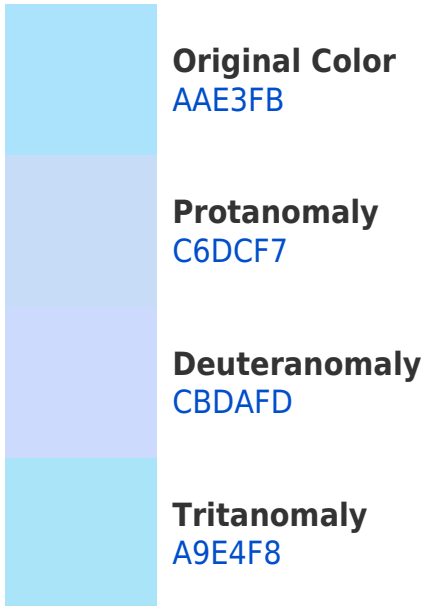 Original Color
AAE3FB
Protanomaly
C6DCF7
Deuteranomaly
CBDAFD
Tritanomaly
A9E4F8